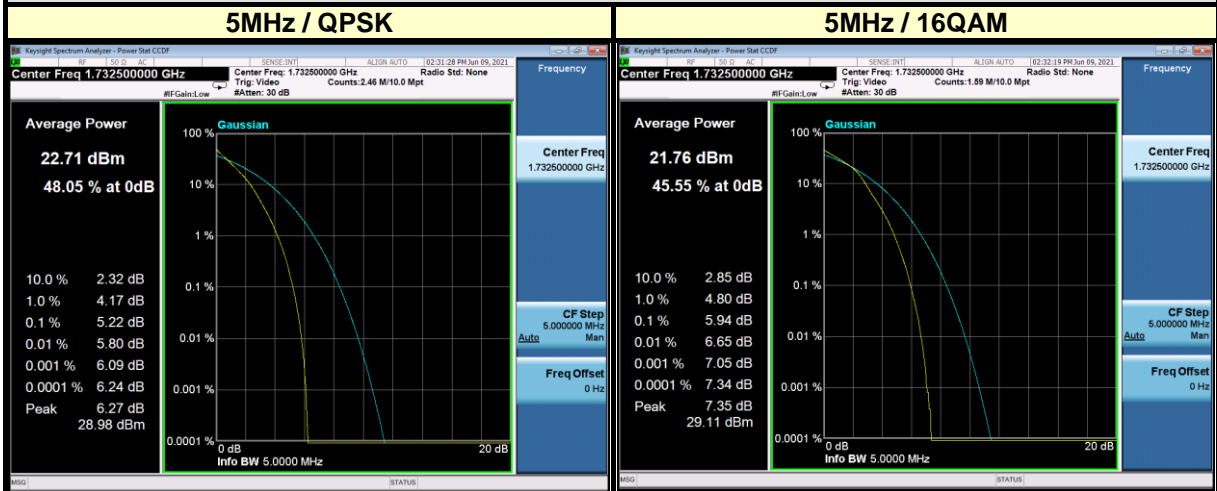 5MHz / QPSK
Keysight Spectrum Analyzer - Power Stat CCDF
RF 50 Ω AC SENSE:INT ALIGN AUTO 02:31:28 PM Jun 09, 2021
Center Freq 1.732500000 GHz
Center Freq: 1.732500000 GHz Radio Std: None
Trig: Video Counts:2.46 M/10.0 Mpt
#IFGain:Low #Atten: 30 dB
Frequency
Average Power
22.71 dBm
48.05 % at 0dB
10.0 % 2.32 dB
1.0 % 4.17 dB
0.1 % 5.22 dB
0.01 % 5.80 dB
0.001 % 6.09 dB
0.0001 % 6.24 dB
Peak 6.27 dB
28.98 dBm
Gaussian
100 %
10 %
1 %
0.1 %
0.01 %
0.001 %
0.0001 %
0 dB 20 dB
Info BW 5.0000 MHz
Center Freq
1.732500000 GHz
CF Step
5.000000 MHz
Auto Man
Freq Offset
0 Hz
MSG STATUS
5MHz / 16QAM
Keysight Spectrum Analyzer - Power Stat CCDF
RF 50 Ω AC SENSE:INT ALIGN AUTO 02:32:19 PM Jun 09, 2021
Center Freq 1.732500000 GHz
Center Freq: 1.732500000 GHz Radio Std: None
Trig: Video Counts:1.59 M/10.0 Mpt
#IFGain:Low #Atten: 30 dB
Frequency
Average Power
21.76 dBm
45.55 % at 0dB
10.0 % 2.85 dB
1.0 % 4.80 dB
0.1 % 5.94 dB
0.01 % 6.65 dB
0.001 % 7.05 dB
0.0001 % 7.34 dB
Peak 7.35 dB
29.11 dBm
Gaussian
100 %
10 %
1 %
0.1 %
0.01 %
0.001 %
0.0001 %
0 dB 20 dB
Info BW 5.0000 MHz
Center Freq
1.732500000 GHz
CF Step
5.000000 MHz
Auto Man
Freq Offset
0 Hz
MSG STATUS